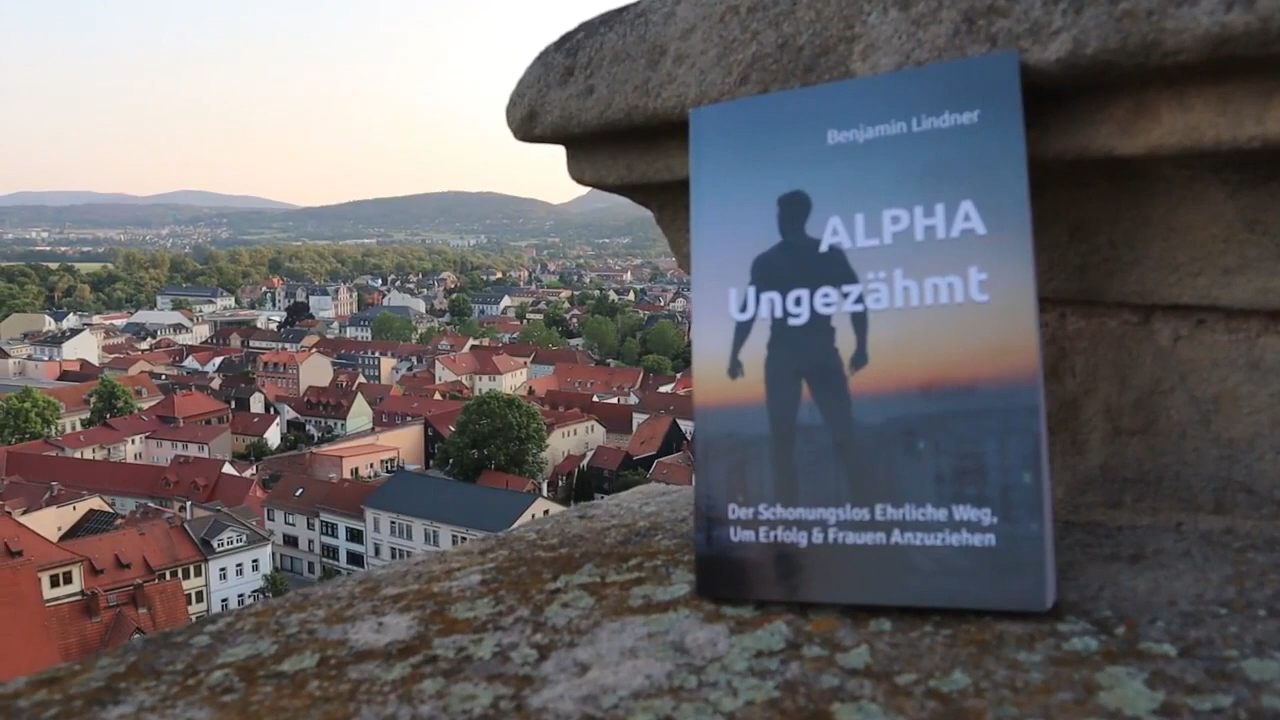 Benjamin Lindner
ALPHA
Ungezähmt
Der Schonungslos Ehrliche Weg,
Um Erfolg & Frauen Anzuziehen